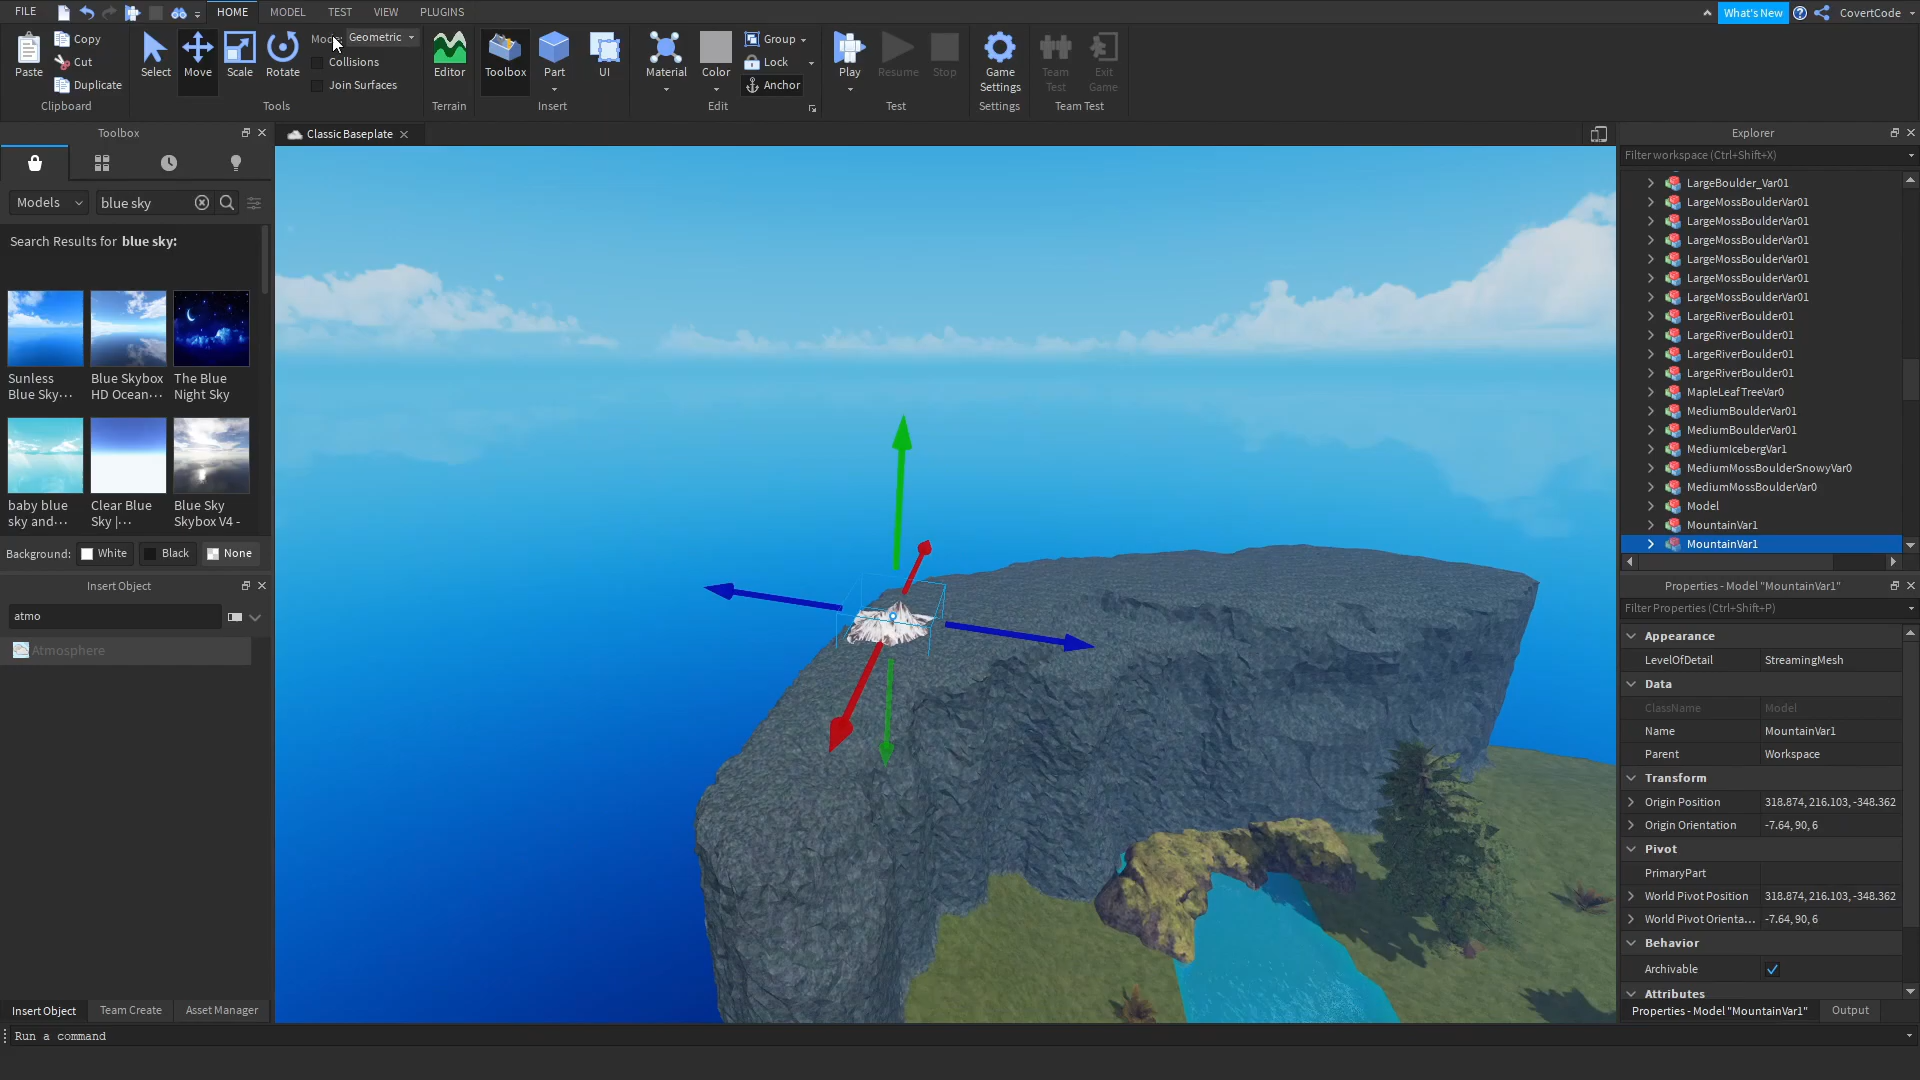 FILE
HOME
MODEL
TEST
VIEW
PLUGINS
What's New
CovertCode
Paste
Copy
Cut
Duplicate
Clipboard
Select
Move
Scale
Rotate
Geometric
Collisions
Join Surfaces
Tools
Editor
Terrain
Toolbox
Part
UI
Insert
Material
Color
Group
Lock
Anchor
Edit
Play
Resume
Stop
Test
Game
Settings
Settings
Team
Test
Exit
Game
Team Test
Toolbox
Models
blue sky
Search Results for blue sky:
Sunless
Blue Sky...
Blue Skybox
HD Ocean...
The Blue
Night Sky
baby blue
sky and...
Clear Blue
Sky |...
Blue Sky
Skybox V4 -
Background:
White
Black
None
Insert Object
atmo
Atmosphere
Insert Object
Team Create
Asset Manager
Run a command
Classic Baseplate
Explorer
Filter workspace (Ctrl+Shift+X)
LargeBoulder_Var01
LargeMossBoulderVar01
LargeMossBoulderVar01
LargeMossBoulderVar01
LargeMossBoulderVar01
LargeMossBoulderVar01
LargeMossBoulderVar01
LargeRiverBoulder01
LargeRiverBoulder01
LargeRiverBoulder01
LargeRiverBoulder01
MapleLeafTreeVar0
MediumBoulderVar01
MediumBoulderVar01
MediumIcebergVar1
MediumMossBoulderSnowyVar0
MediumMossBoulderVar0
Model
MountainVar1
MountainVar1
Properties - Model "MountainVar1"
Filter Properties (Ctrl+Shift+P)
Appearance
LevelOfDetail StreamingMesh
Data
ClassName Model
Name MountainVar1
Parent Workspace
Transform
Origin Position 318.874, 216.103, -348.362
Origin Orientation -7.64, 90, 6
Pivot
PrimaryPart
World Pivot Position 318.874, 216.103, -348.362
World Pivot Orienta... -7.64, 90, 6
Behavior
Archivable
Attributes
Properties - Model "MountainVar1"
Output